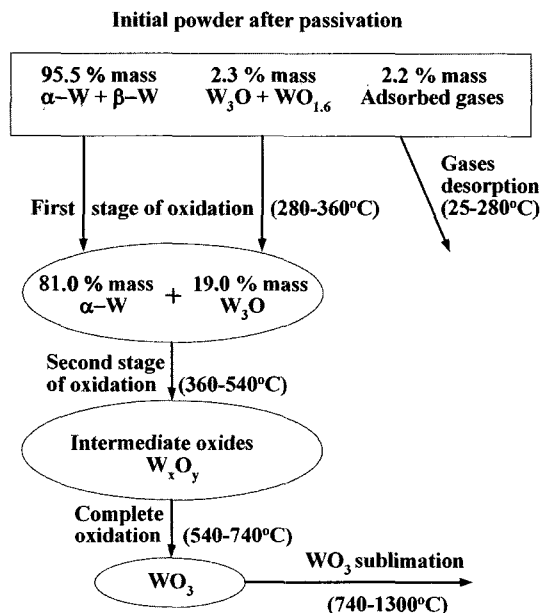 Initial powder after passivation
95.5 % mass
α−W + β−W
2.3 % mass
W₃O + WO₁.₆
2.2 % mass
Adsorbed gases
Gases
desorption
(25-280°C)
First stage of oxidation (280-360°C)
81.0 % mass
α−W
+
19.0 % mass
W₃O
Second stage
of oxidation (360-540°C)
Intermediate oxides
WₓOᵧ
Complete
oxidation (540-740°C)
WO₃
WO₃ sublimation
(740-1300°C)